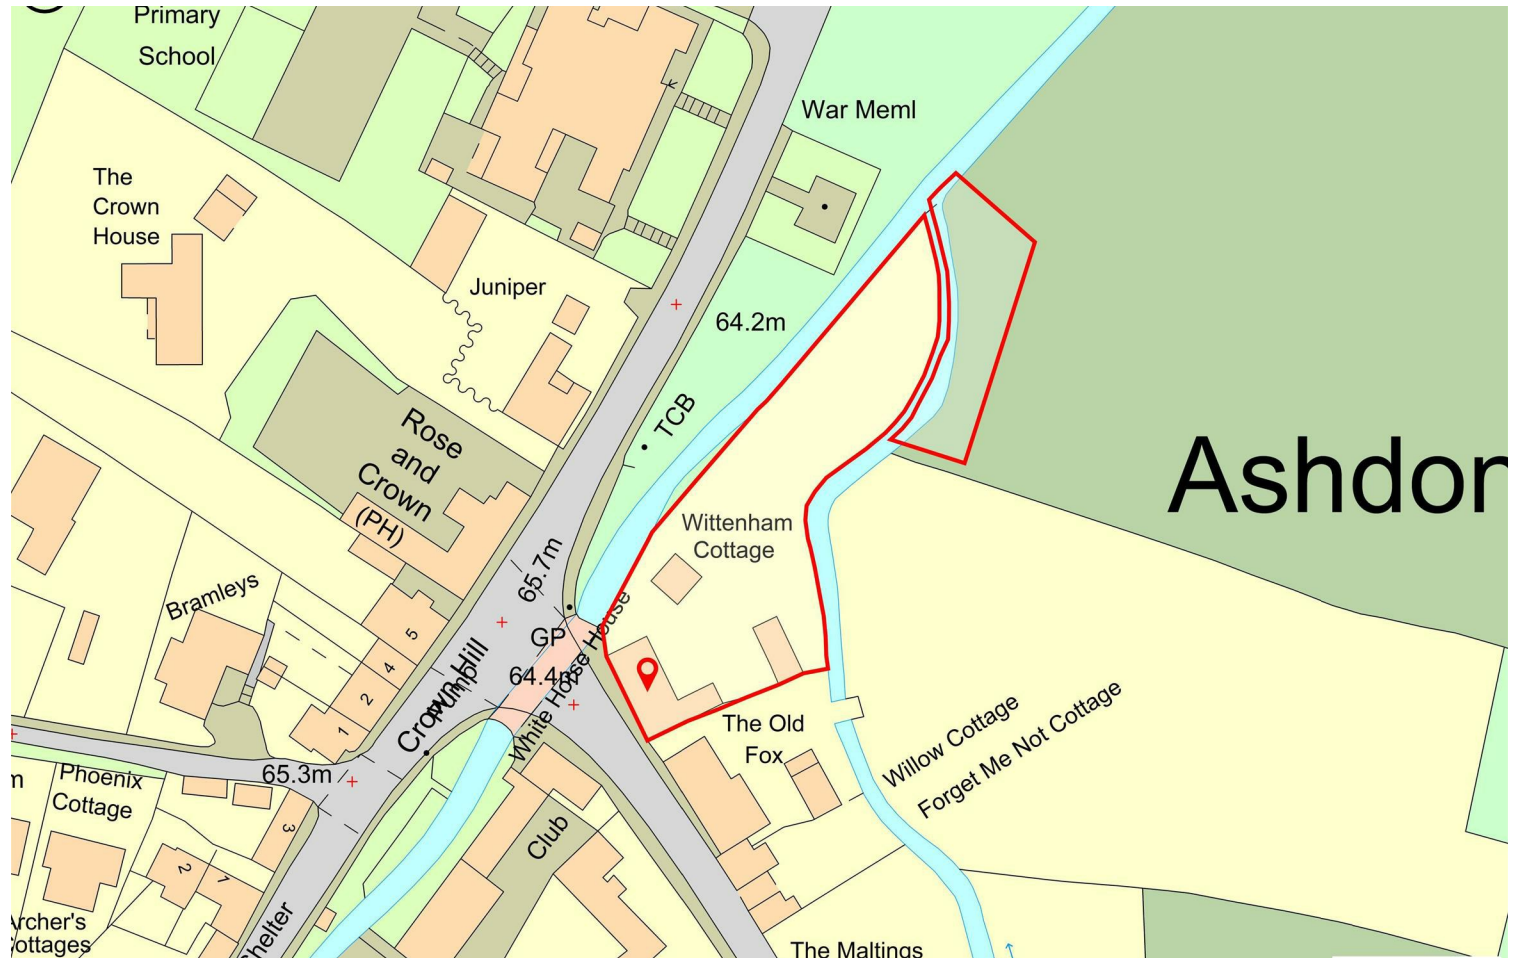 Primary
School
War Meml
The
Crown
House
Juniper
64.2m
TCB
Rose
and
Crown
(PH)
Ashdon
Wittenham
Cottage
65.7m
Bramleys
GP
White Horse House
5
4
2
1
64.4m
Crown Hill
Pump
The Old
Fox
Willow Cottage
Forget Me Not Cottage
65.3m
m
Phoenix
Cottage
3
2
1
Club
Archer's
Cottages
Shelter
The Maltings